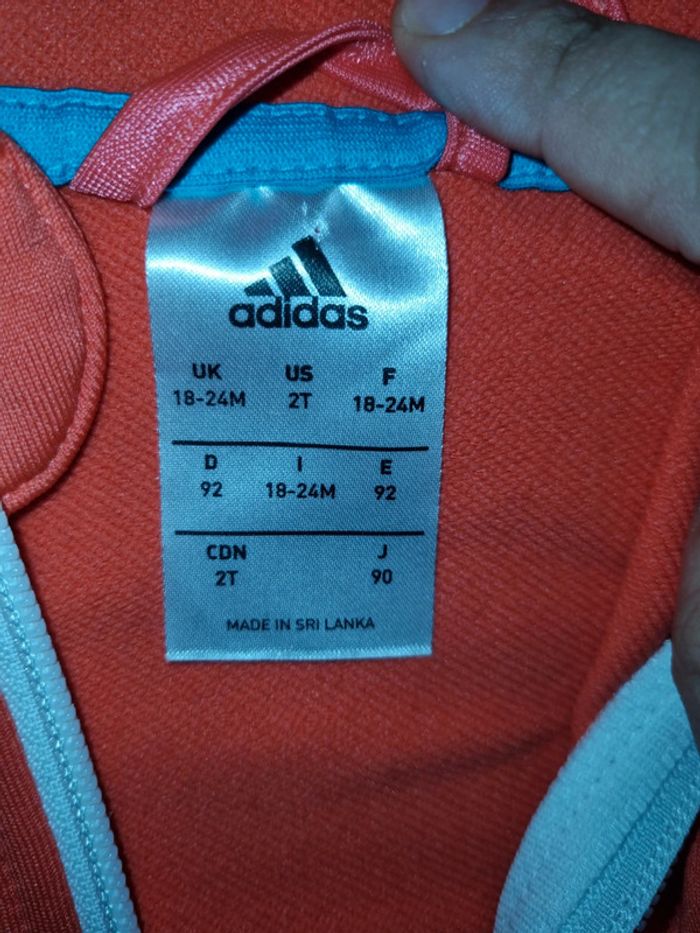 adidas
UK US F
18-24M 2T 18-24M
D I E
92 18-24M 92
CDN J
2T 90
MADE IN SRI LANKA